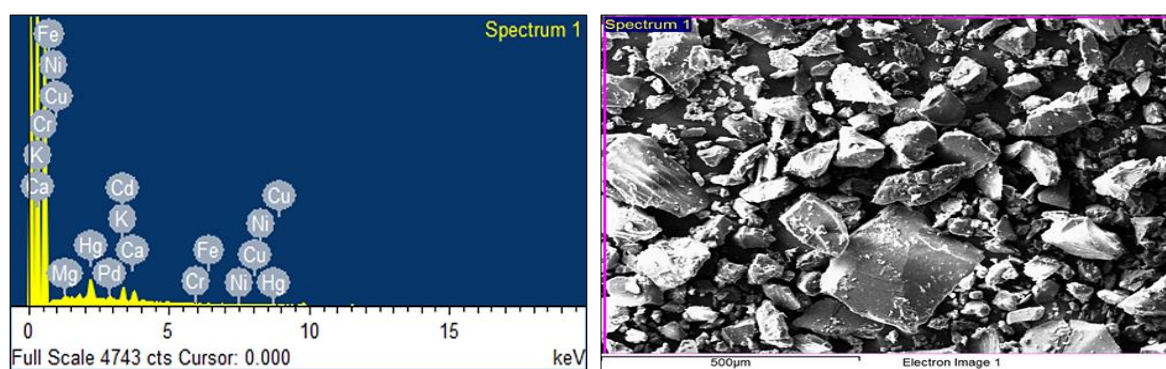 Spectrum 1
Fe
Ni
Cu
Cr
K
Ca
Mg
Hg
Pd
Cd
K
Ca
Cr
Fe
Ni
Cu
Ni
Cu
Hg
0 5 10 15
Full Scale 4743 cts Cursor: 0.000 keV
Spectrum 1
500µm Electron Image 1